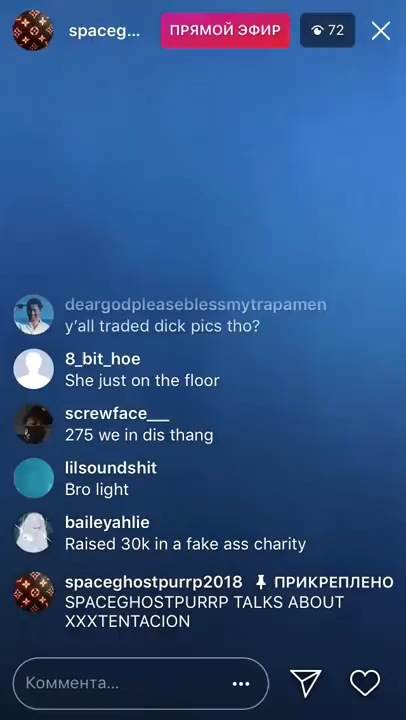 spaceg...
ПРЯМОЙ ЭФИР
72
deargodpleaseblessmytrapamen
y'all traded dick pics tho?
8_bit_hoe
She just on the floor
screwface___
275 we in dis thang
lilsoundshit
Bro light
baileyahlie
Raised 30k in a fake ass charity
spaceghostpurrp2018 ПРИКРЕПЛЕНО
SPACEGHOSTPURRP TALKS ABOUT
XXXTENTACION
Коммента...